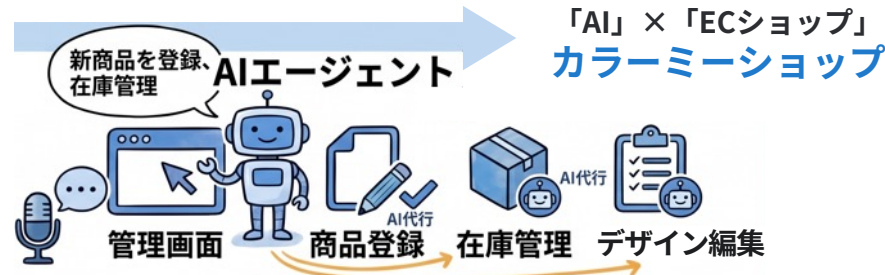 「AI」×「ECショップ」
カラーミーショップ
新商品を登録、
在庫管理
AIエージェント
AI代行
AI代行
管理画面
商品登録
在庫管理
デザイン編集